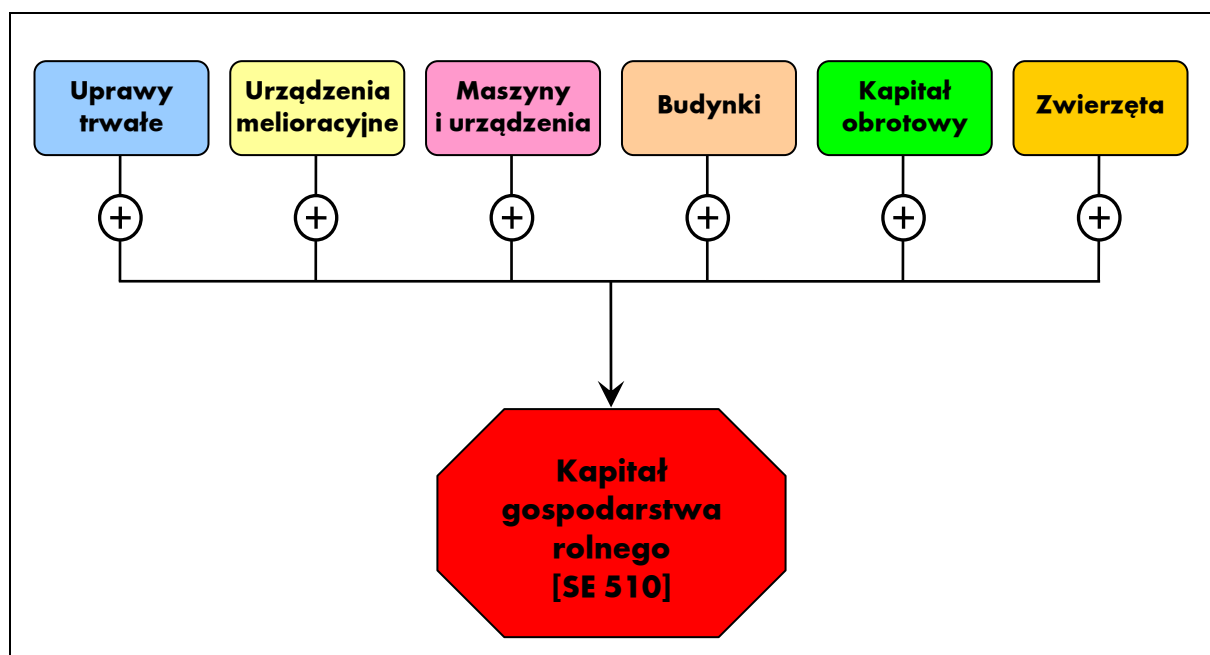 Uprawy
trwałe
Urządzenia
melioracyjne
Maszyny
i urządzenia
Budynki
Kapitał
obrotowy
Zwierzęta
+ + + + + +
Kapitał
gospodarstwa
rolnego
[SE 510]